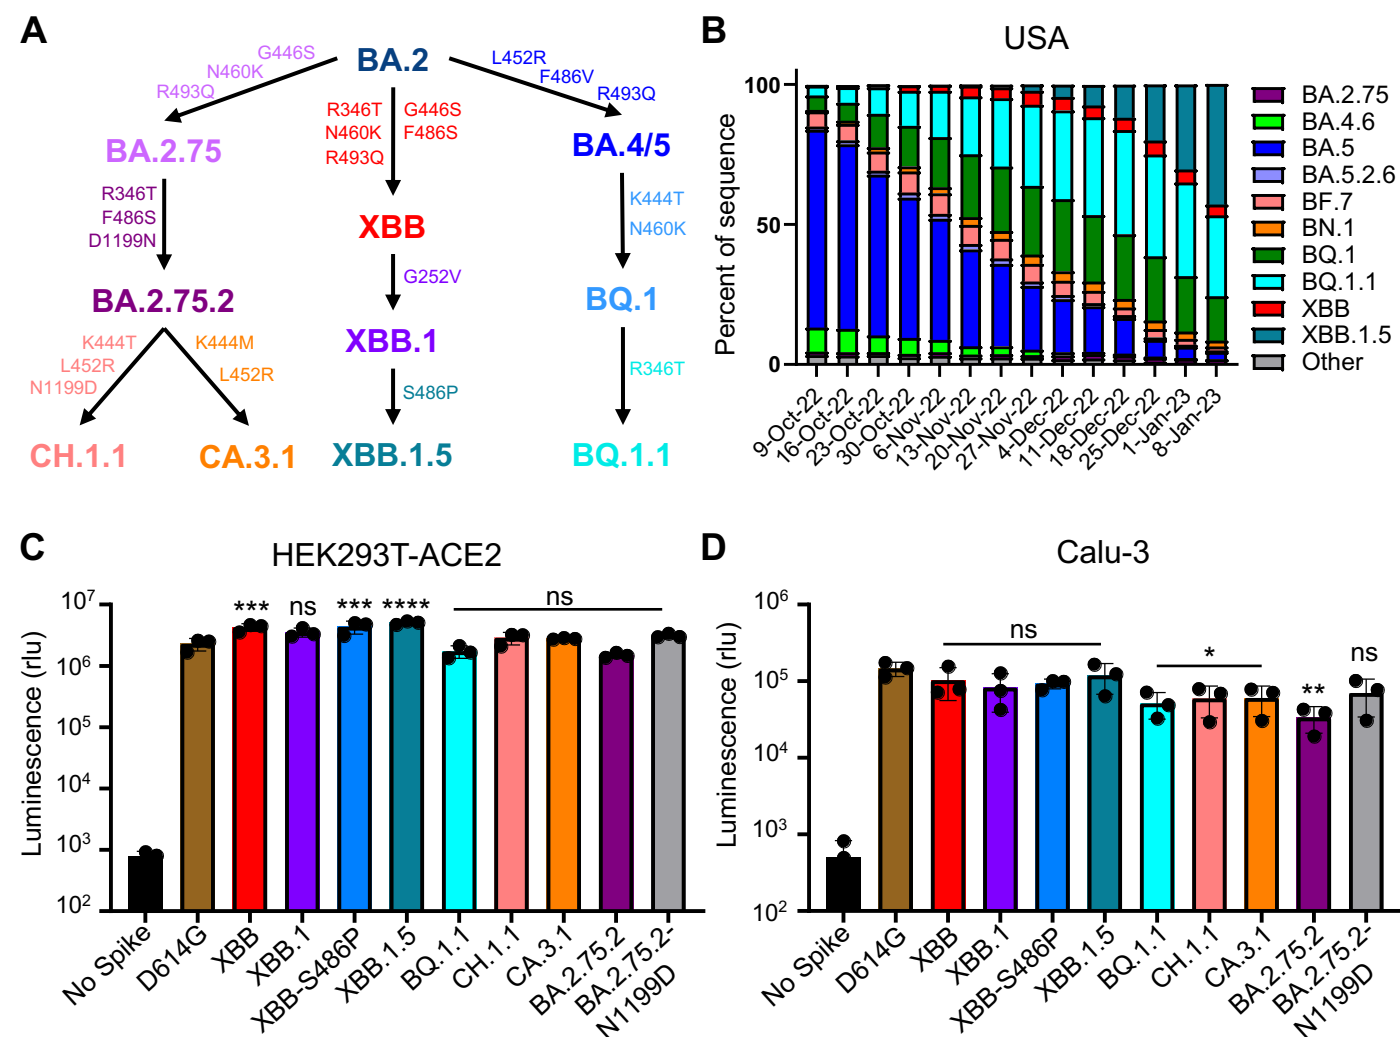 A
BA.2
G446S
N460K
R493Q
R346T
N460K
R493Q
G446S
F486S
L452R
F486V
R493Q
BA.2.75
XBB
BA.4/5
R346T
F486S
D1199N
G252V
K444T
N460K
BA.2.75.2
XBB.1
BQ.1
K444T
L452R
N1199D
K444M
L452R
S486P
R346T
CH.1.1
CA.3.1
XBB.1.5
BQ.1.1
B
USA
Percent of sequence
100
50
0
9-Oct-22
16-Oct-22
23-Oct-22
30-Oct-22
6-Nov-22
13-Nov-22
20-Nov-22
27-Nov-22
4-Dec-22
11-Dec-22
18-Dec-22
25-Dec-22
1-Jan-23
8-Jan-23
BA.2.75
BA.4.6
BA.5
BA.5.2.6
BF.7
BN.1
BQ.1
BQ.1.1
XBB
XBB.1.5
Other
C
HEK293T-ACE2
Luminescence (rlu)
10⁷
10⁶
10⁵
10⁴
10³
10²
***
ns
***
****
ns
No Spike
D614G
XBB
XBB.1
XBB-S486P
XBB.1.5
BQ.1.1
CH.1.1
CA.3.1
BA.2.75.2
BA.2.75.2-
N1199D
D
Calu-3
Luminescence (rlu)
10⁶
10⁵
10⁴
10³
10²
ns
*
**
ns
No Spike
D614G
XBB
XBB.1
XBB-S486P
XBB.1.5
BQ.1.1
CH.1.1
CA.3.1
BA.2.75.2
BA.2.75.2-
N1199D